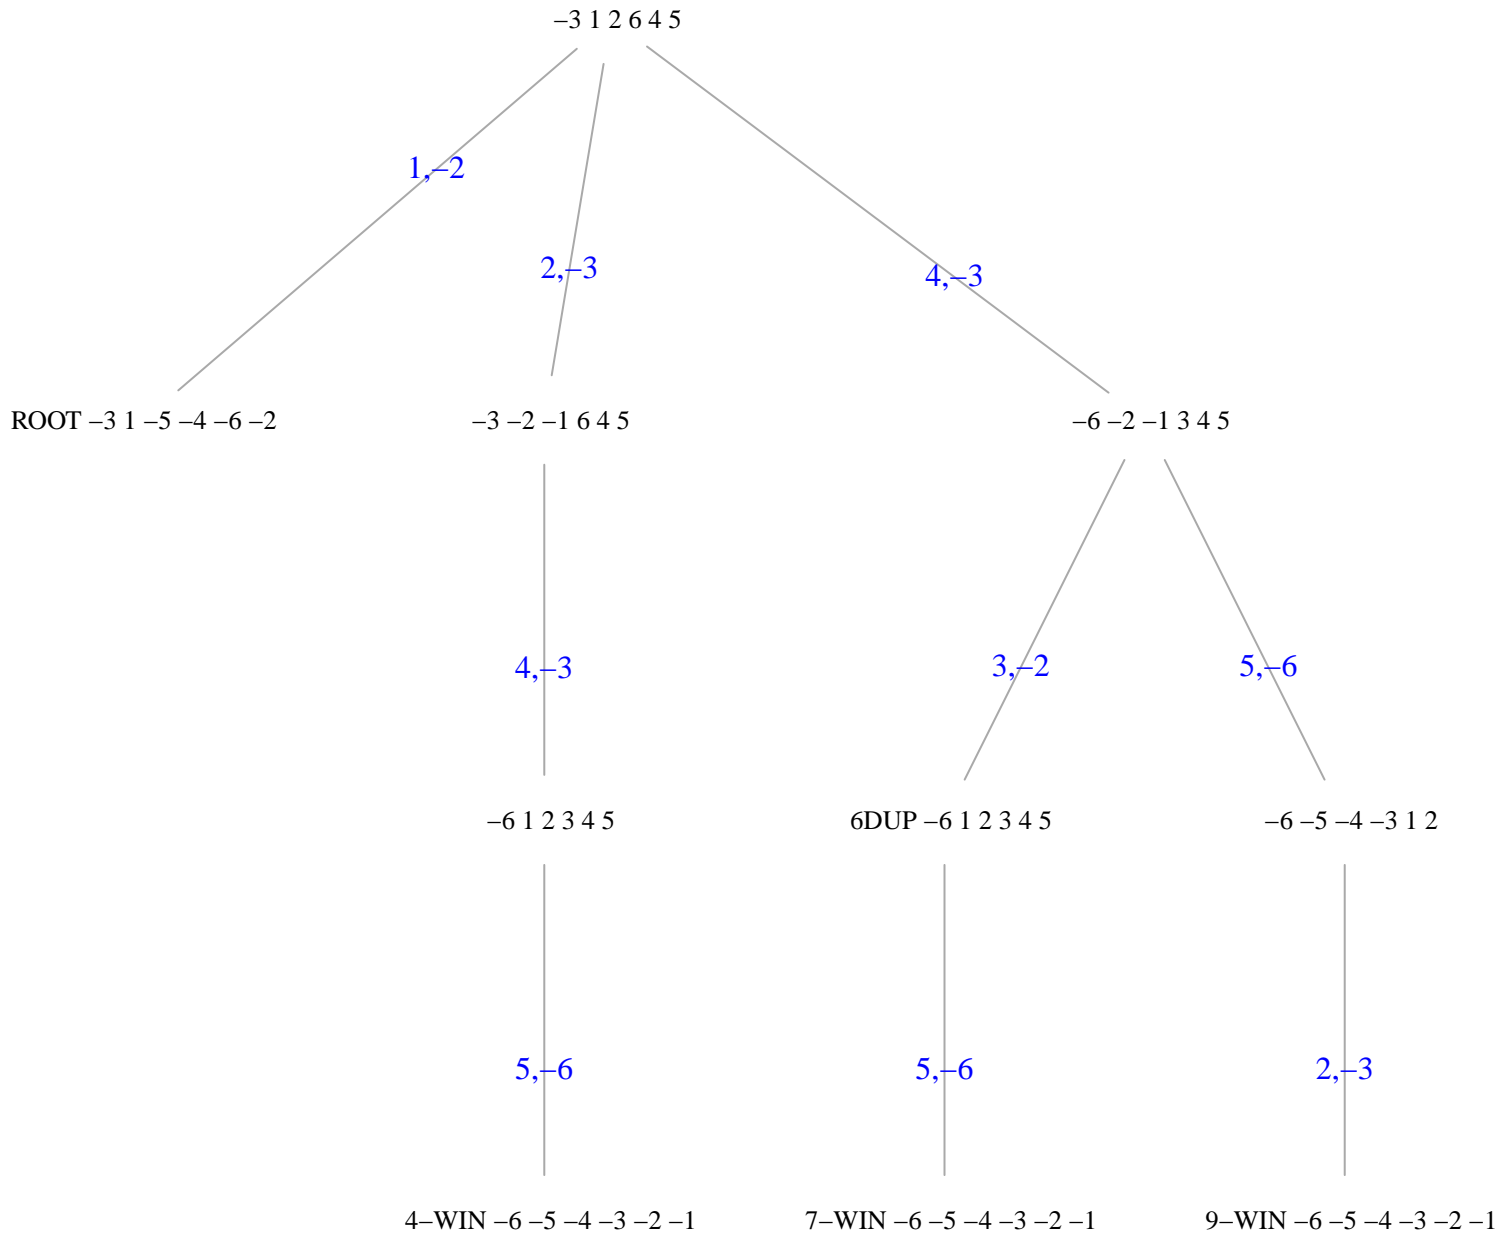 –3 1 2 6 4 5
1,–2
2,–3
4,–3
ROOT –3 1 –5 –4 –6 –2
–3 –2 –1 6 4 5
–6 –2 –1 3 4 5
4,–3
3,–2
5,–6
–6 1 2 3 4 5
6DUP –6 1 2 3 4 5
–6 –5 –4 –3 1 2
5,–6
5,–6
2,–3
4–WIN –6 –5 –4 –3 –2 –1
7–WIN –6 –5 –4 –3 –2 –1
9–WIN –6 –5 –4 –3 –2 –1